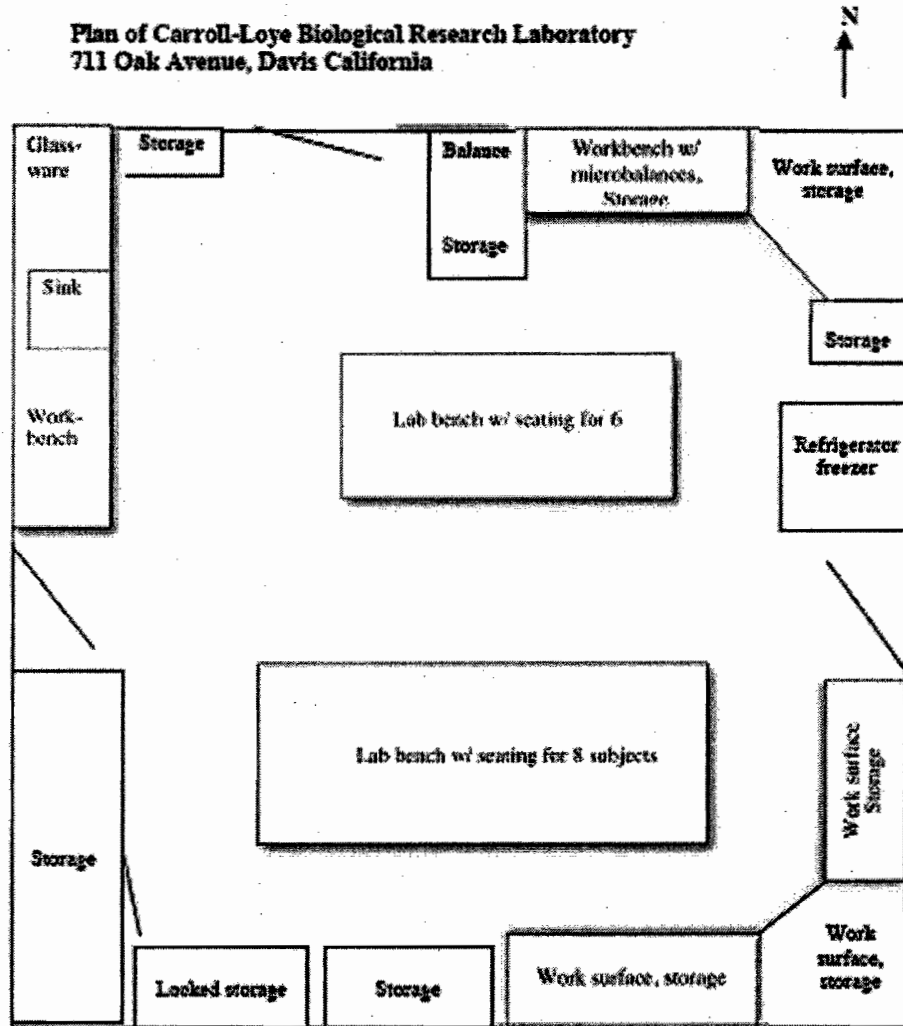 Plan of Carroll-Loye Biological Research Laboratory
711 Oak Avenue, Davis California
N
Glass-
ware
Storage
Balance
Storage
Workbench w/
microbalances,
Storage
Work surface,
storage
Sink
Storage
Work-
bench
Lab bench w/ seating for 6
Refrigerator
freezer
Lab bench w/ seating for 8 subjects
Work surface
Storage
Storage
Locked storage
Storage
Work surface, storage
Work
surface,
storage